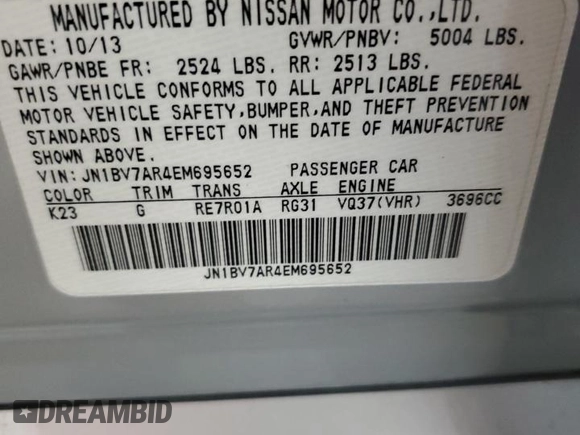 MANUFACTURED BY NISSAN MOTOR CO.,LTD.
DATE: 10/13 GVWR/PNBV: 5004 LBS.
GAWR/PNBE FR: 2524 LBS. RR: 2513 LBS.
THIS VEHICLE CONFORMS TO ALL APPLICABLE FEDERAL
MOTOR VEHICLE SAFETY,BUMPER,AND THEFT PREVENTION
STANDARDS IN EFFECT ON THE DATE OF MANUFACTURE
SHOWN ABOVE.
VIN: JN1BV7AR4EM695652 PASSENGER CAR
COLOR TRIM TRANS AXLE ENGINE
K23 G RE7R01A RG31 VQ37(VHR) 3696CC
JN1BV7AR4EM695652
DREAMBID